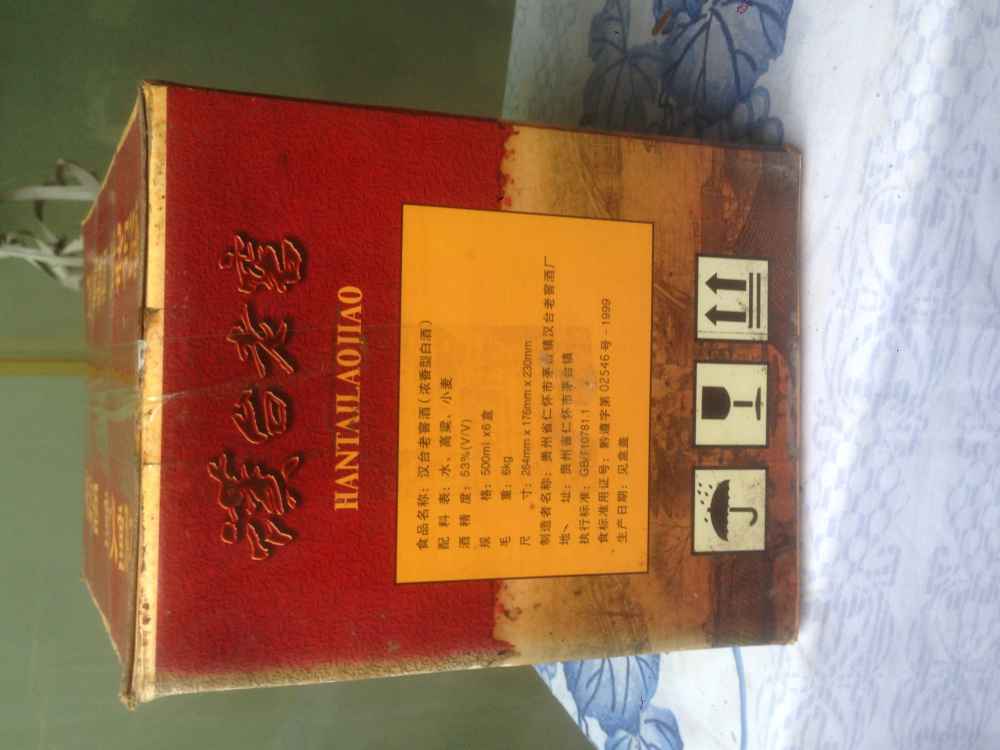 漢台老窖
HANTAILAOJIAO
食品名称：汉台老窖酒（浓香型白酒）
配 料 表：水、高粱、小麦
酒 精 度：53%(V/V)
规 格：500ml x6盒
毛 重：6kg
尺 寸：264mm x 176mm x 230mm
制造者名称：贵州省仁怀市茅台镇汉台老窖酒厂
地、 址：贵州省仁怀市茅台镇
执行标准：GB/T10781.1
食标准用证号：黔遵字第02546号-1999
生产日期：见盒盖